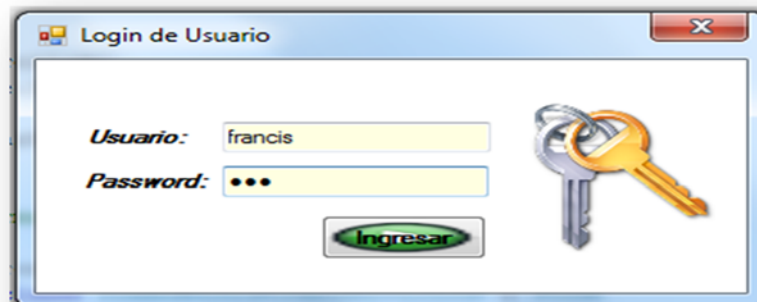 Login de Usuario
Usuario: francis
Password: •••
Ingresar